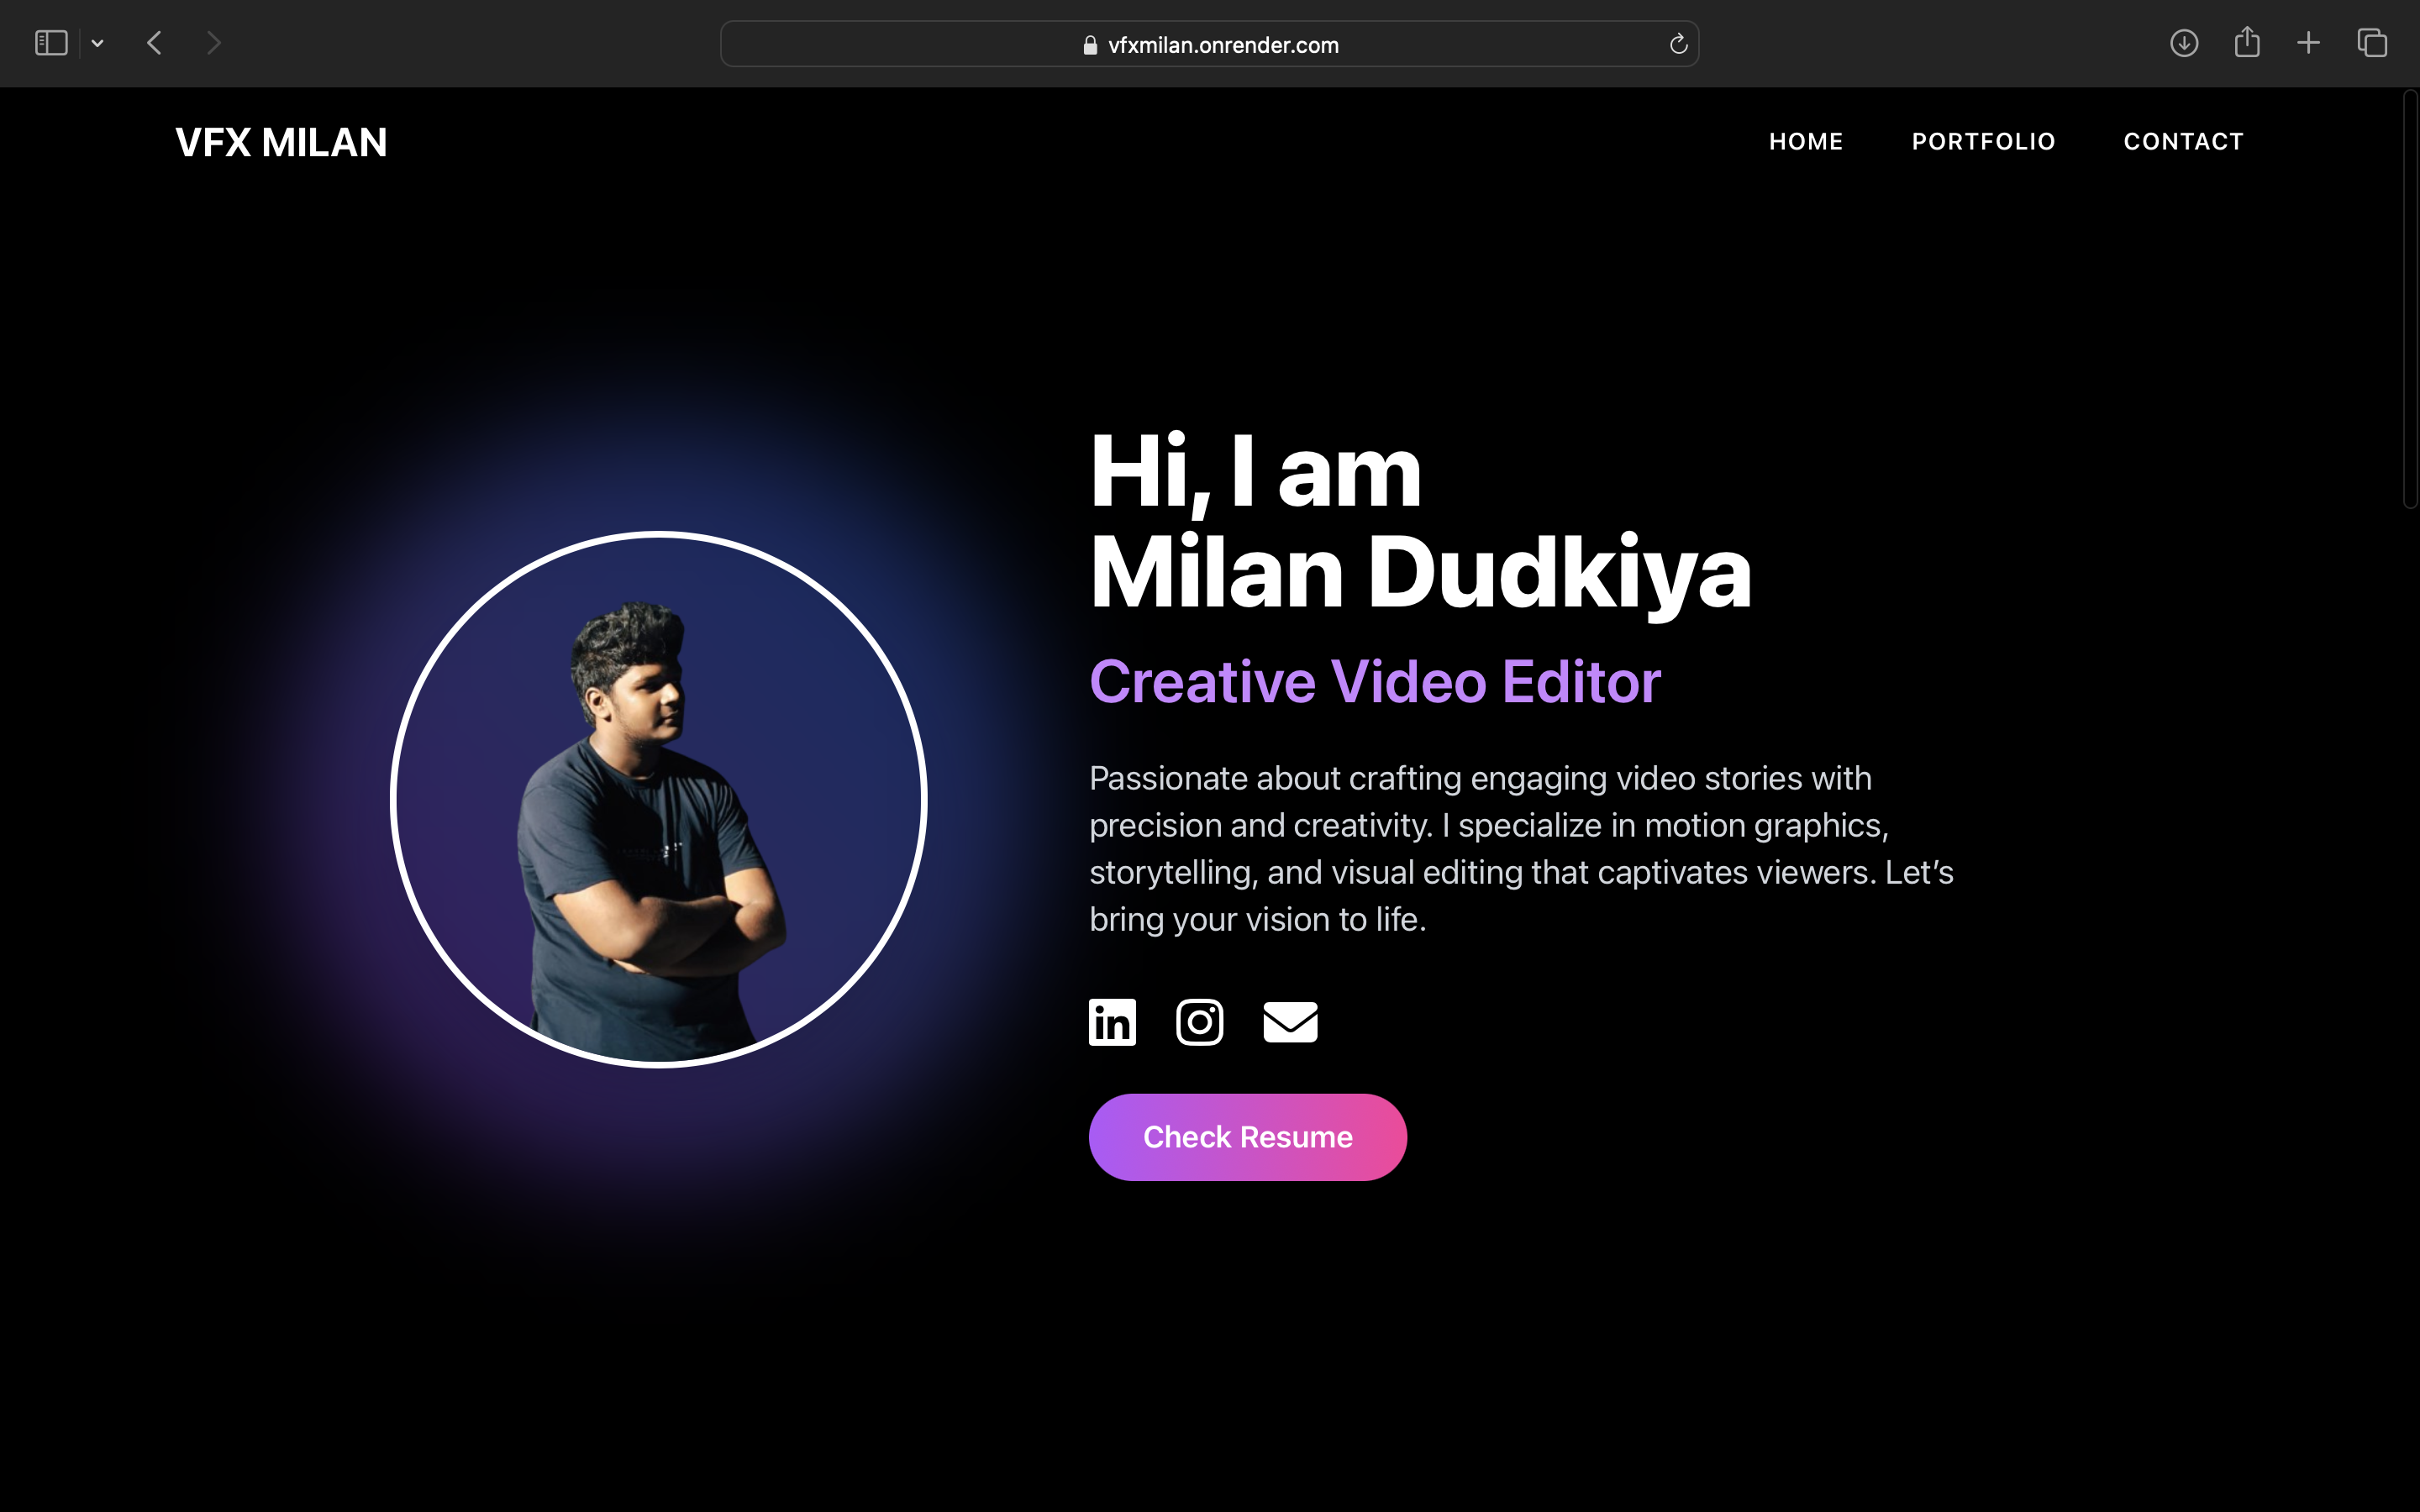 vfxmilan.onrender.com
VFX MILAN
HOME PORTFOLIO CONTACT
Hi, I am
Milan Dudkiya
Creative Video Editor
Passionate about crafting engaging video stories with
precision and creativity. I specialize in motion graphics,
storytelling, and visual editing that captivates viewers. Let’s
bring your vision to life.
in
Check Resume